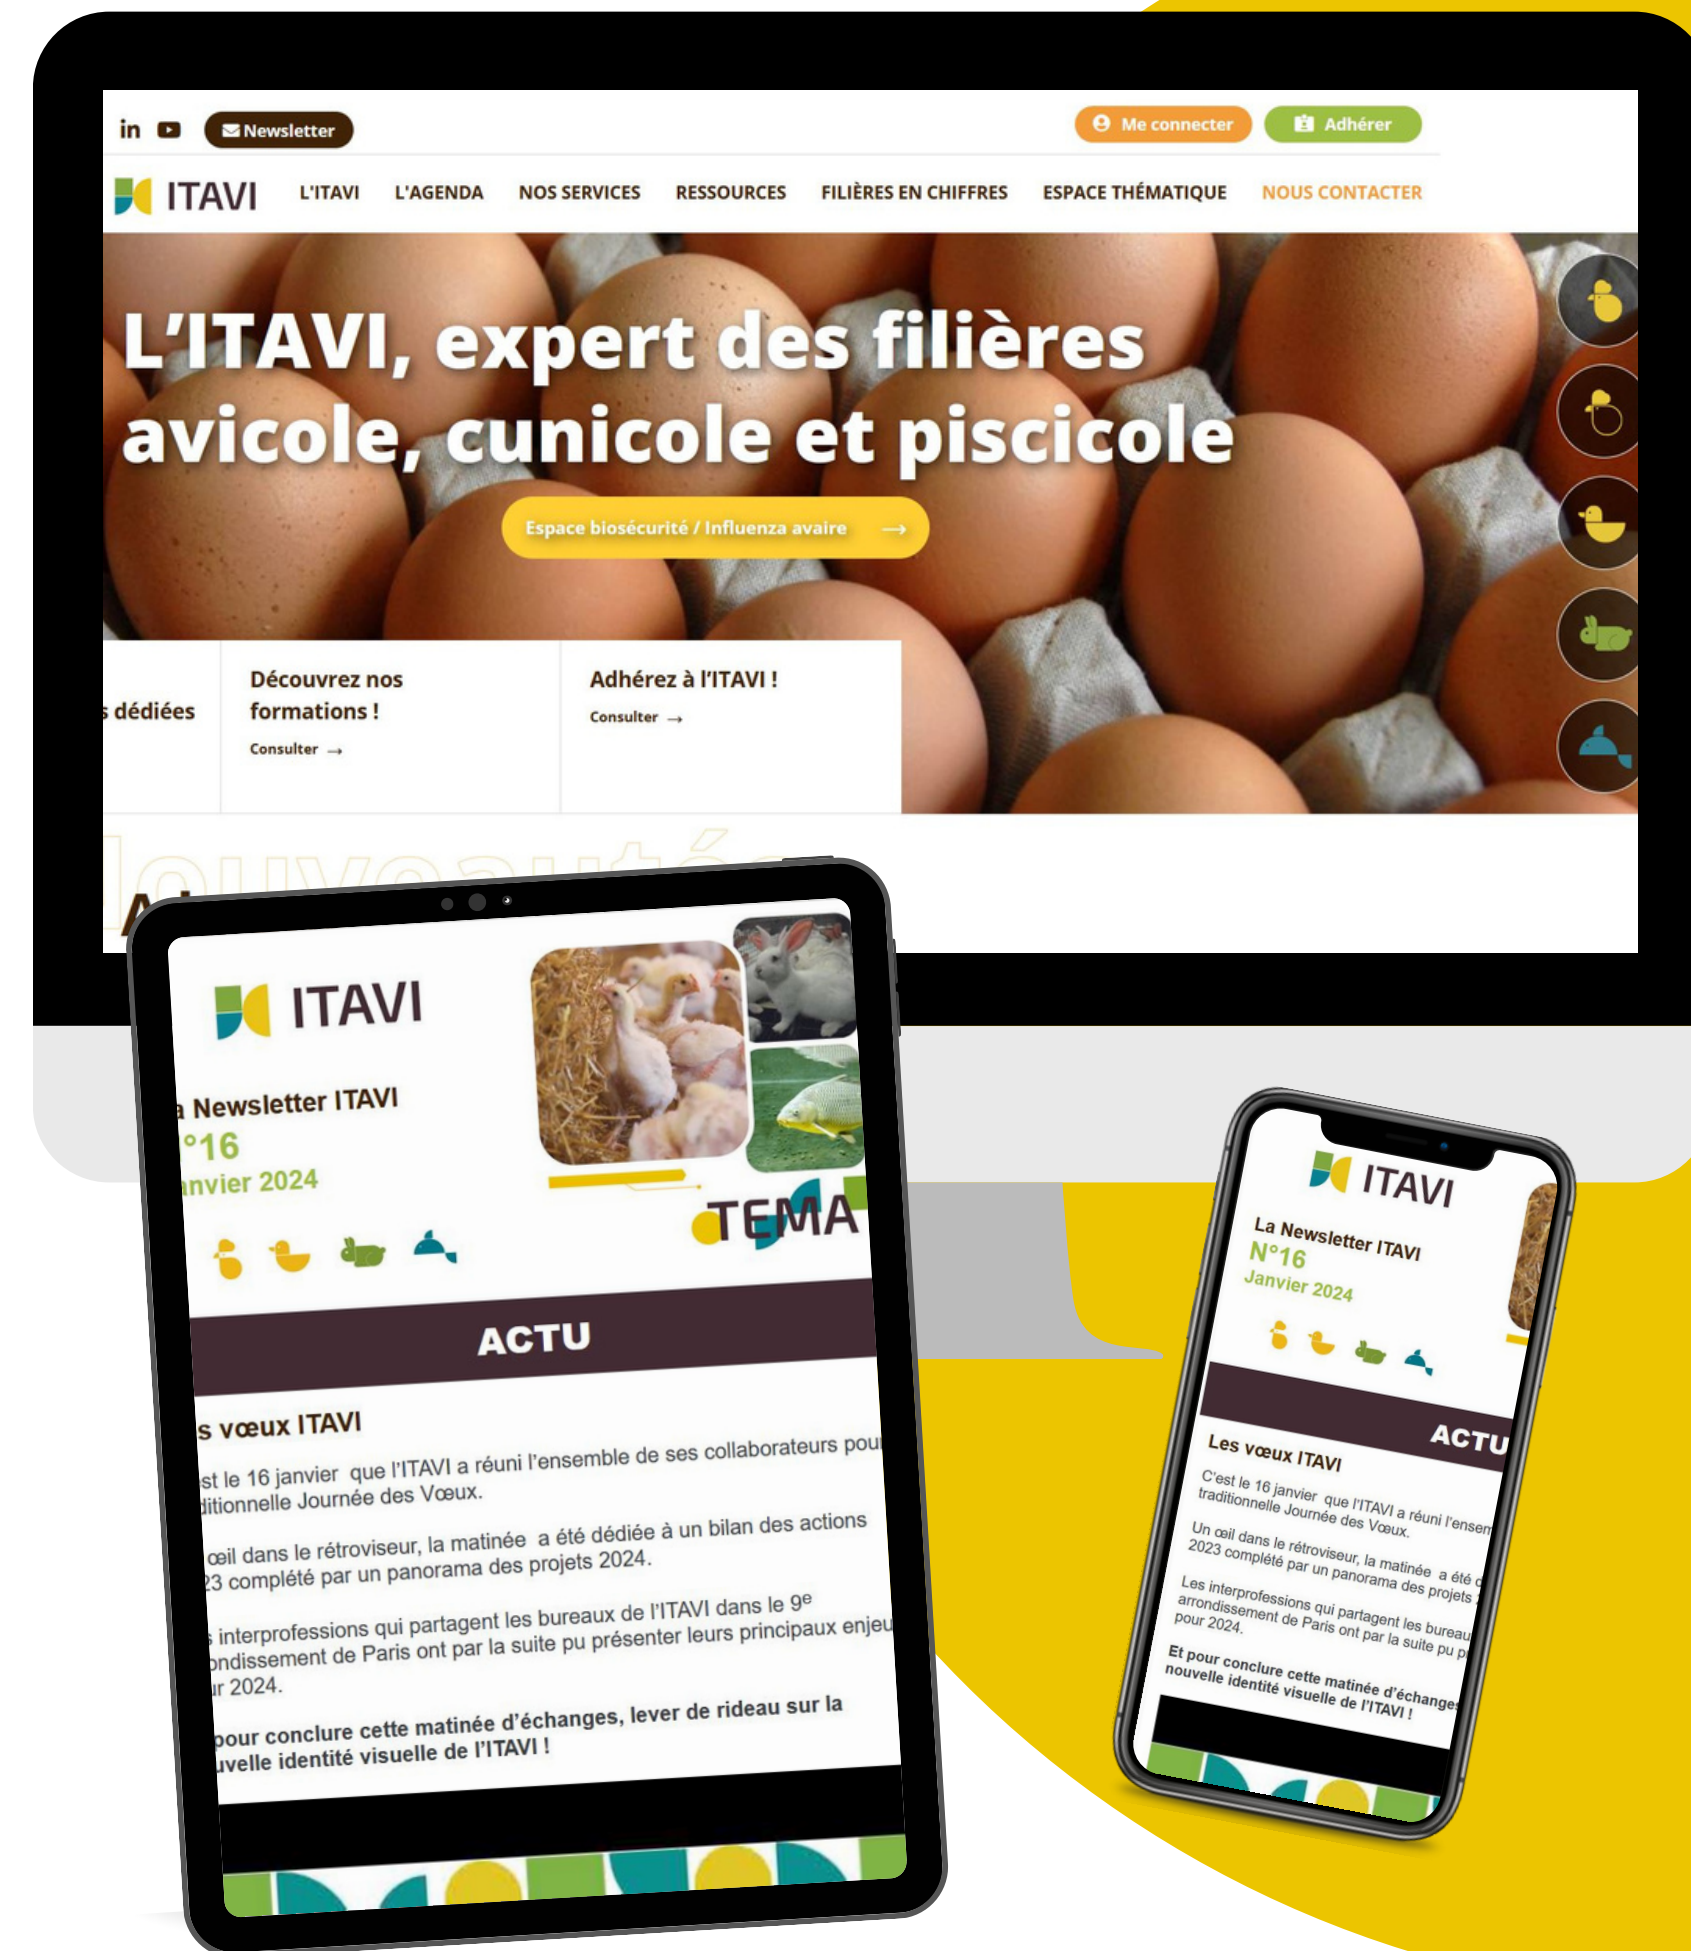 in
Newsletter
Me connecter
Adhérer
ITAVI
L'ITAVI
L'AGENDA
NOS SERVICES
RESSOURCES
FILIÈRES EN CHIFFRES
ESPACE THÉMATIQUE
NOUS CONTACTER
L’ITAVI, expert des filières
avicole, cunicole et piscicole
Espace biosécurité / Influenza avaire →
s dédiées
Découvrez nos
formations !
Consulter →
Adhérez à l’ITAVI !
Consulter →
ouveautés
ITAVI
a Newsletter ITAVI
°16
anvier 2024
TEMA
ACTU
s vœux ITAVI
st le 16 janvier que l’ITAVI a réuni l’ensemble de ses collaborateurs pour
ditionnelle Journée des Vœux.
œil dans le rétroviseur, la matinée a été dédiée à un bilan des actions
23 complété par un panorama des projets 2024.
s interprofessions qui partagent les bureaux de l’ITAVI dans le 9e
ondissement de Paris ont par la suite pu présenter leurs principaux enjeu
ur 2024.
pour conclure cette matinée d’échanges, lever de rideau sur la
uvelle identité visuelle de l’ITAVI !
ITAVI
La Newsletter ITAVI
N°16
Janvier 2024
ACTU
Les vœux ITAVI
C’est le 16 janvier que l’ITAVI a réuni l’ensem
traditionnelle Journée des Vœux.
Un œil dans le rétroviseur, la matinée a été d
2023 complété par un panorama des projets 2
Les interprofessions qui partagent les bureau
arrondissement de Paris ont par la suite pu p
pour 2024.
Et pour conclure cette matinée d’échanges
nouvelle identité visuelle de l’ITAVI !